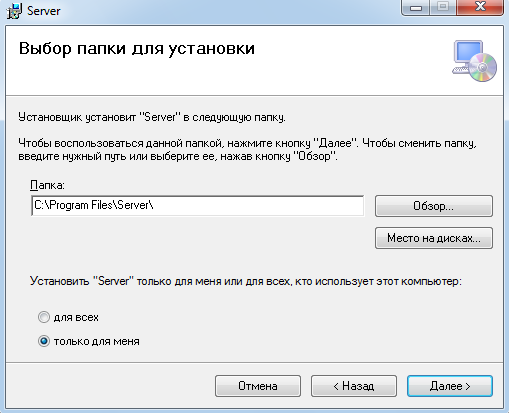 Server
Выбор папки для установки
Установщик установит "Server" в следующую папку.
Чтобы воспользоваться данной папкой, нажмите кнопку "Далее". Чтобы сменить папку,
введите нужный путь или выберите ее, нажав кнопку "Обзор".
Папка:
C:\Program Files\Server\
Обзор...
Место на дисках...
Установить "Server" только для меня или для всех, кто использует этот компьютер:
для всех
только для меня
Отмена
< Назад
Далее >